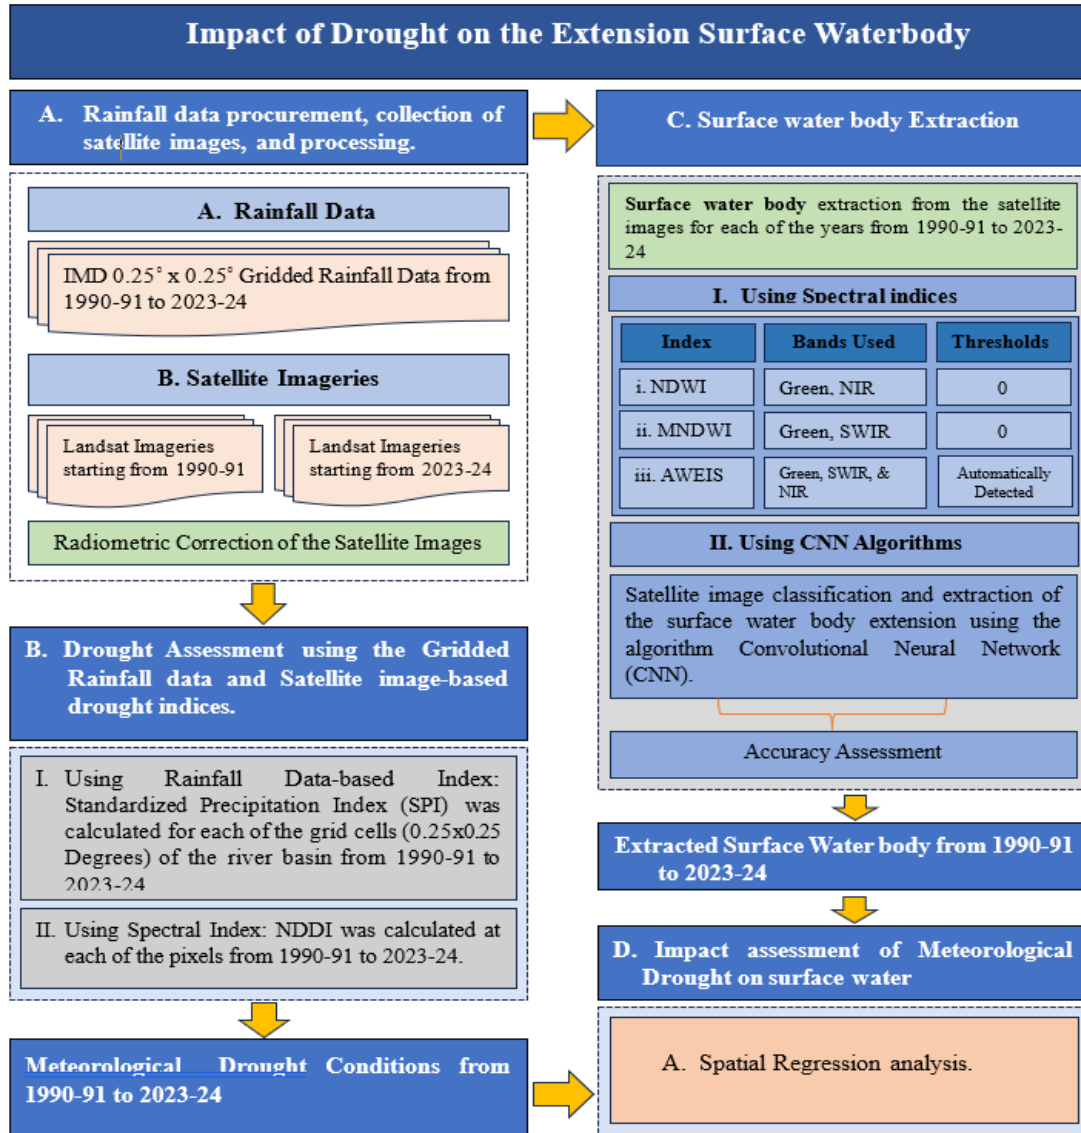 Impact of Drought on the Extension Surface Waterbody
A. Rainfall data procurement, collection of
satellite images, and processing.
A. Rainfall Data
IMD 0.25° x 0.25° Gridded Rainfall Data from
1990-91 to 2023-24
B. Satellite Imageries
Landsat Imageries
starting from 1990-91
Landsat Imageries
starting from 2023-24
Radiometric Correction of the Satellite Images
B. Drought Assessment using the Gridded
Rainfall data and Satellite image-based
drought indices.
I. Using Rainfall Data-based Index:
Standardized Precipitation Index (SPI) was
calculated for each of the grid cells (0.25x0.25
Degrees) of the river basin from 1990-91 to
2023-24
II. Using Spectral Index: NDDI was calculated at
each of the pixels from 1990-91 to 2023-24.
Meteorological Drought Conditions from
1990-91 to 2023-24
C. Surface water body Extraction
Surface water body extraction from the satellite
images for each of the years from 1990-91 to 2023-
24
I. Using Spectral indices
Index Bands Used Thresholds
i. NDWI Green, NIR 0
ii. MNDWI Green, SWIR 0
iii. AWEIS Green, SWIR, &
NIR
Automatically
Detected
II. Using CNN Algorithms
Satellite image classification and extraction of
the surface water body extension using the
algorithm Convolutional Neural Network
(CNN).
Accuracy Assessment
Extracted Surface Water body from 1990-91
to 2023-24
D. Impact assessment of Meteorological
Drought on surface water
A. Spatial Regression analysis.